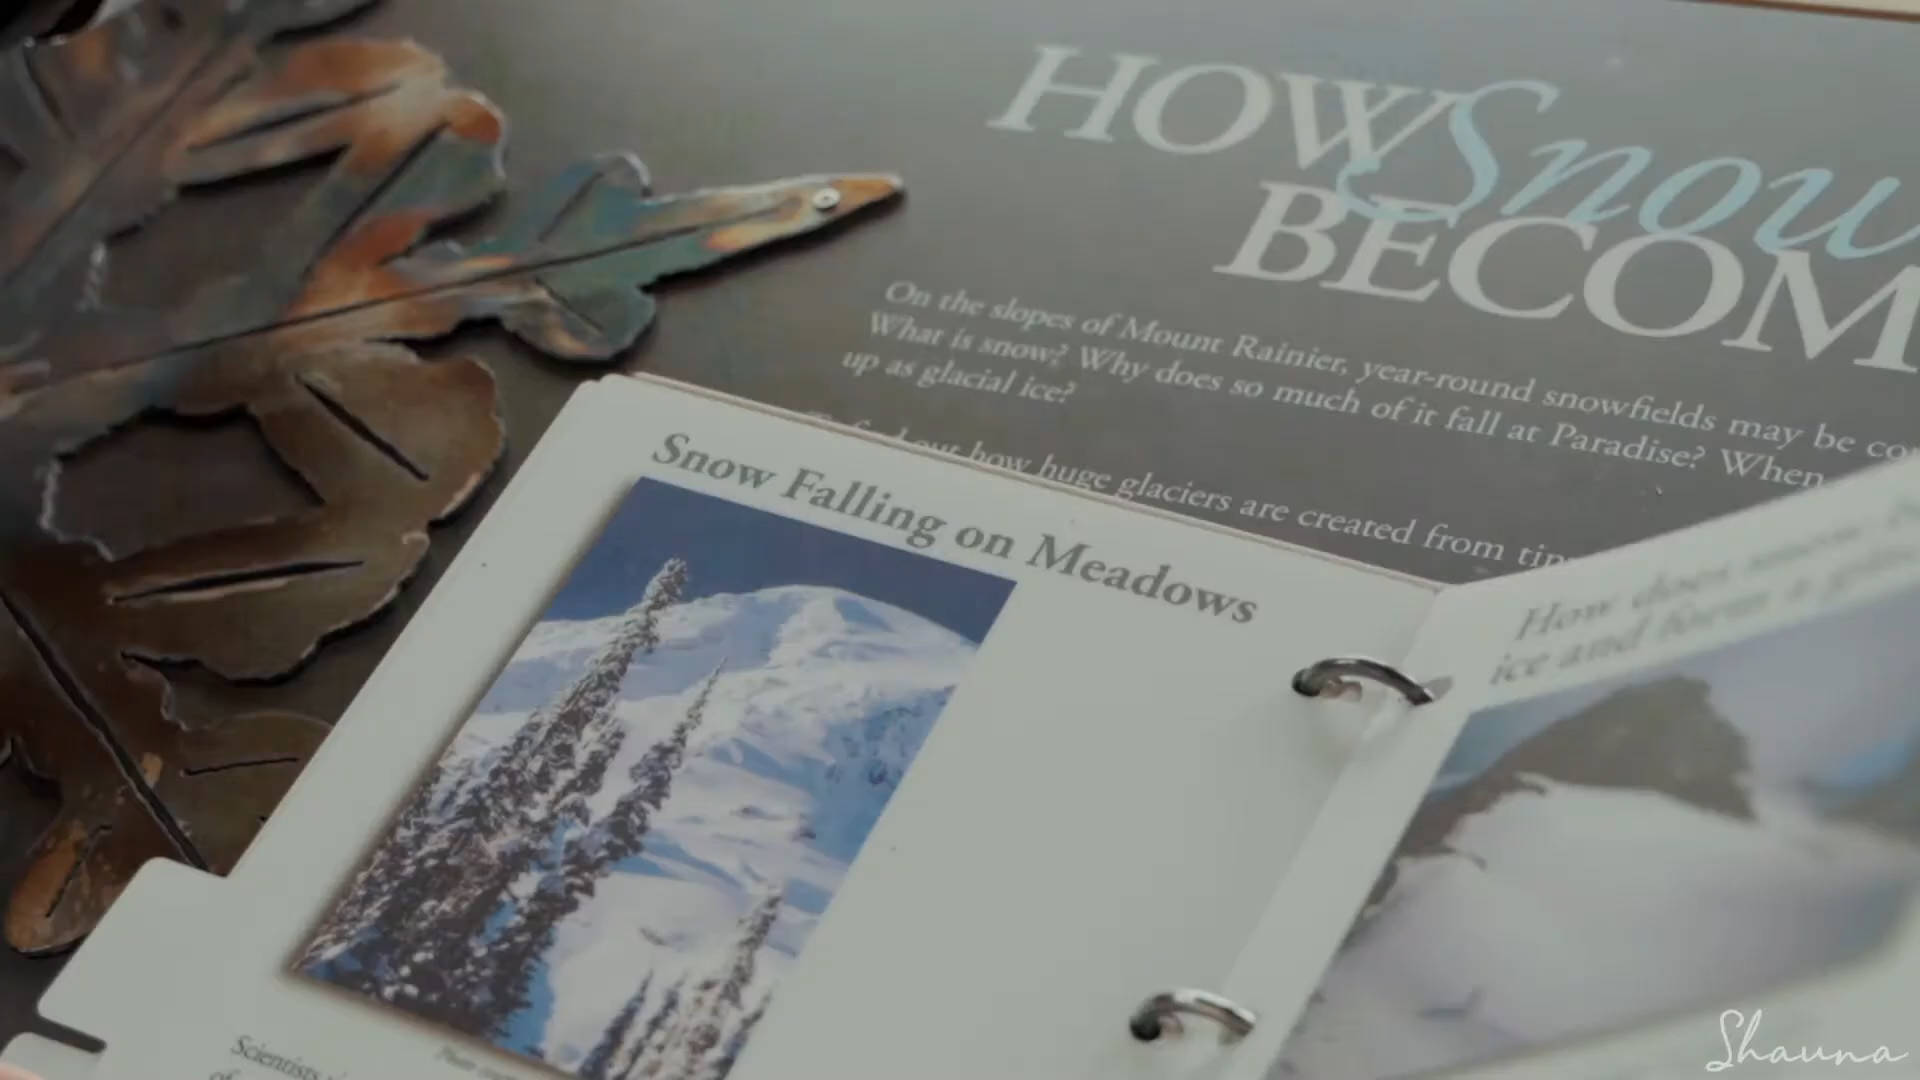 HOW Snow
BECOM
On the slopes of Mount Rainier, year-round snowfields may be co
What is snow? Why does so much of it fall at Paradise? When
up as glacial ice?
out how huge glaciers are created from
Snow Falling on Meadows
How does
ice and form a
Scientists
of
Shauna